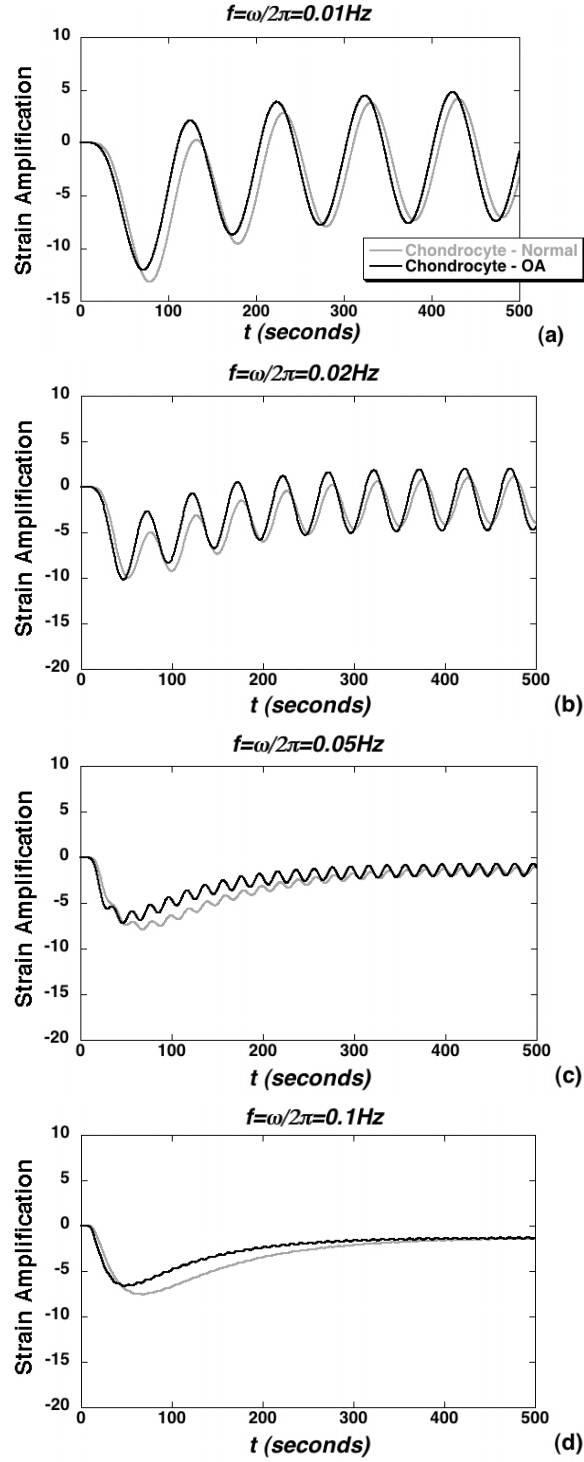 f=ω/2π=0.01Hz
10
5
0
-5
-10
-15
Strain Amplification
0 100 200 300 400 500
t (seconds)
Chondrocyte - Normal
Chondrocyte - OA
(a)
f=ω/2π=0.02Hz
10
5
0
-5
-10
-15
-20
Strain Amplification
0 100 200 300 400 500
t (seconds)
(b)
f=ω/2π=0.05Hz
10
5
0
-5
-10
-15
-20
Strain Amplification
0 100 200 300 400 500
t (seconds)
(c)
f=ω/2π=0.1Hz
10
5
0
-5
-10
-15
-20
Strain Amplification
0 100 200 300 400 500
t (seconds)
(d)